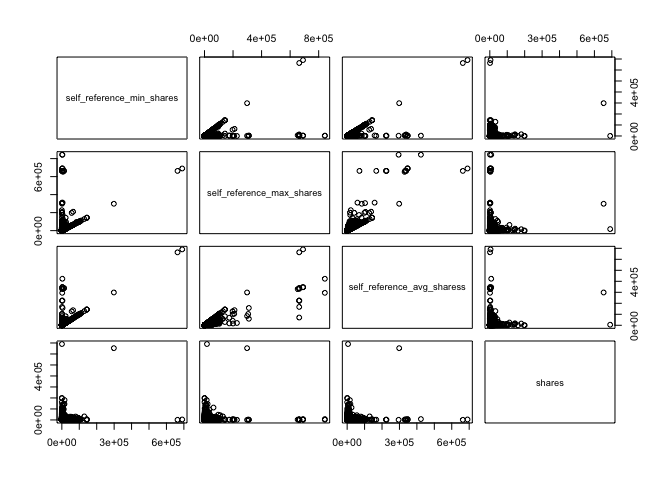 0e+00 4e+05 8e+05 0e+00 3e+05 6e+05
self_reference_min_shares
0e+00 4e+05
0e+00 6e+05
self_reference_max_shares
self_reference_avg_sharess
0e+00 4e+05
0e+00 4e+05
shares
0e+00 3e+05 6e+05 0e+00 3e+05 6e+05